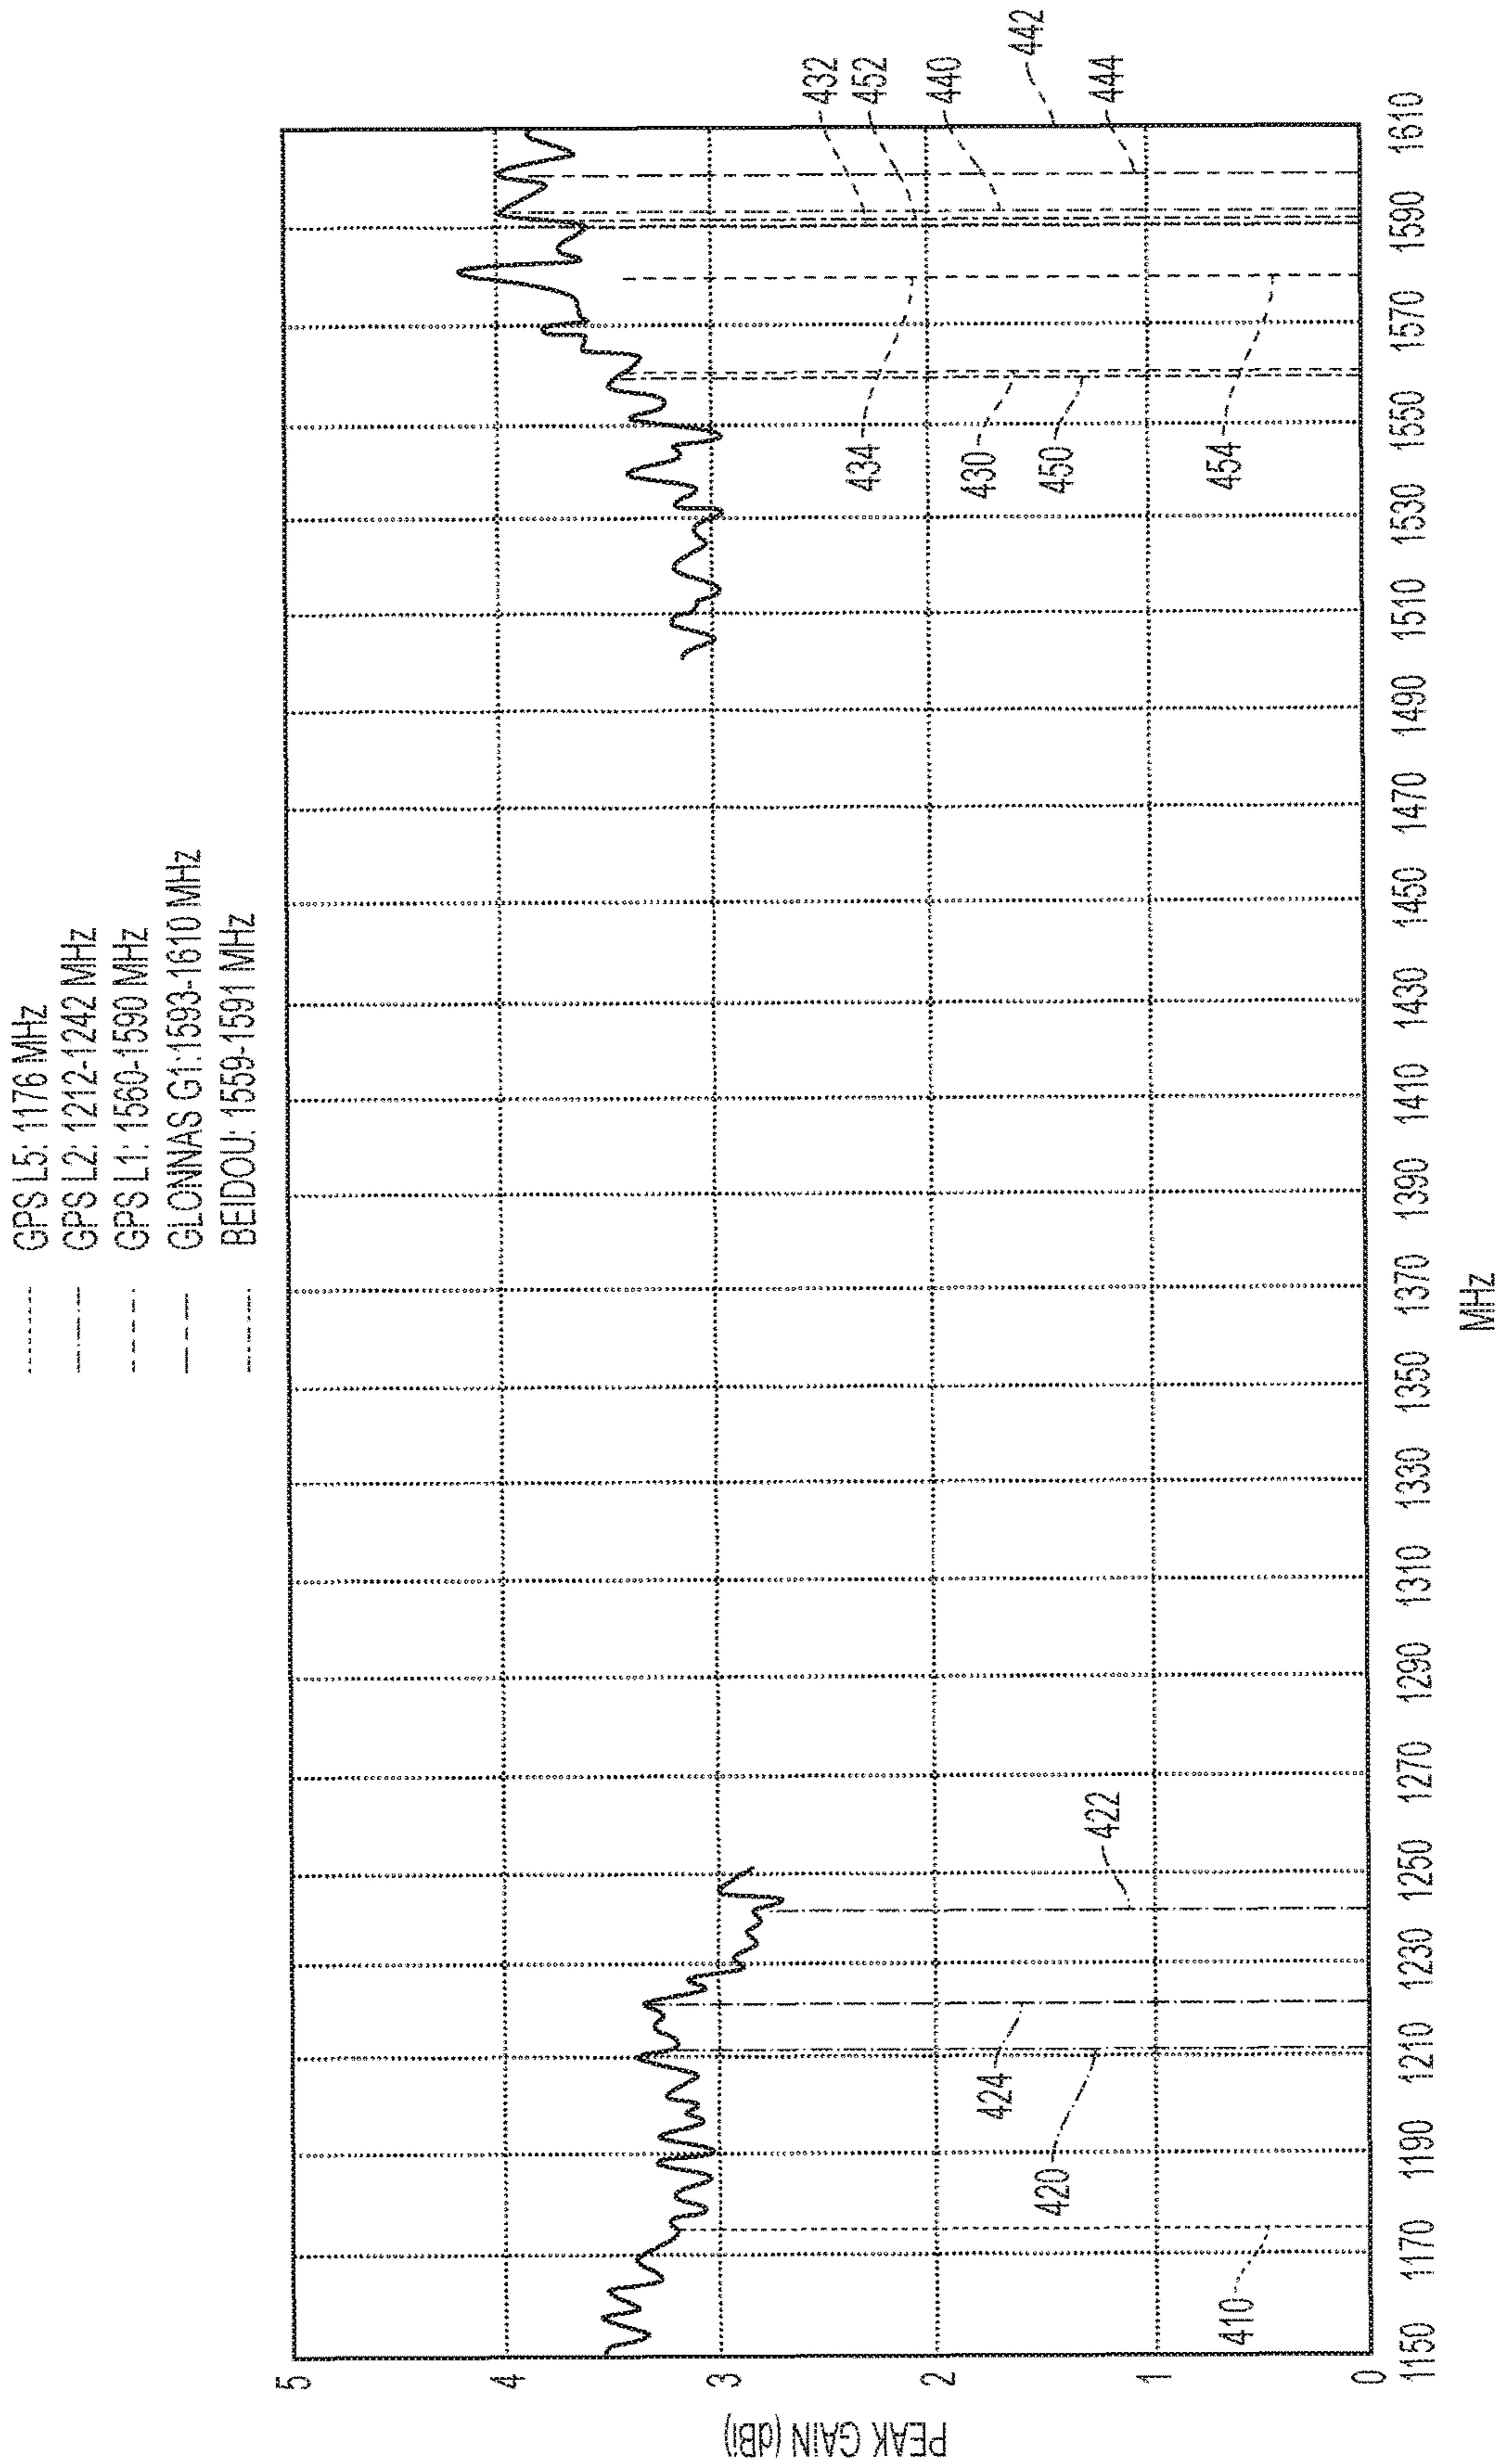 GPS L5: 1176 MHz
GPS L2: 1212-1242 MHz
GPS L1: 1560-1590 MHz
GLONNAS G1:1593-1610 MHz
BEIDOU: 1559-1591 MHz
PEAK GAIN (dBi)
5
4
3
2
1
0
410
420
424
422
434
430
450
454
432
452
440
442
444
1150 1170 1190 1210 1230 1250 1270 1290 1310 1330 1350 1370 1390 1410 1430 1450 1470 1490 1510 1530 1550 1570 1590 1610
MHz